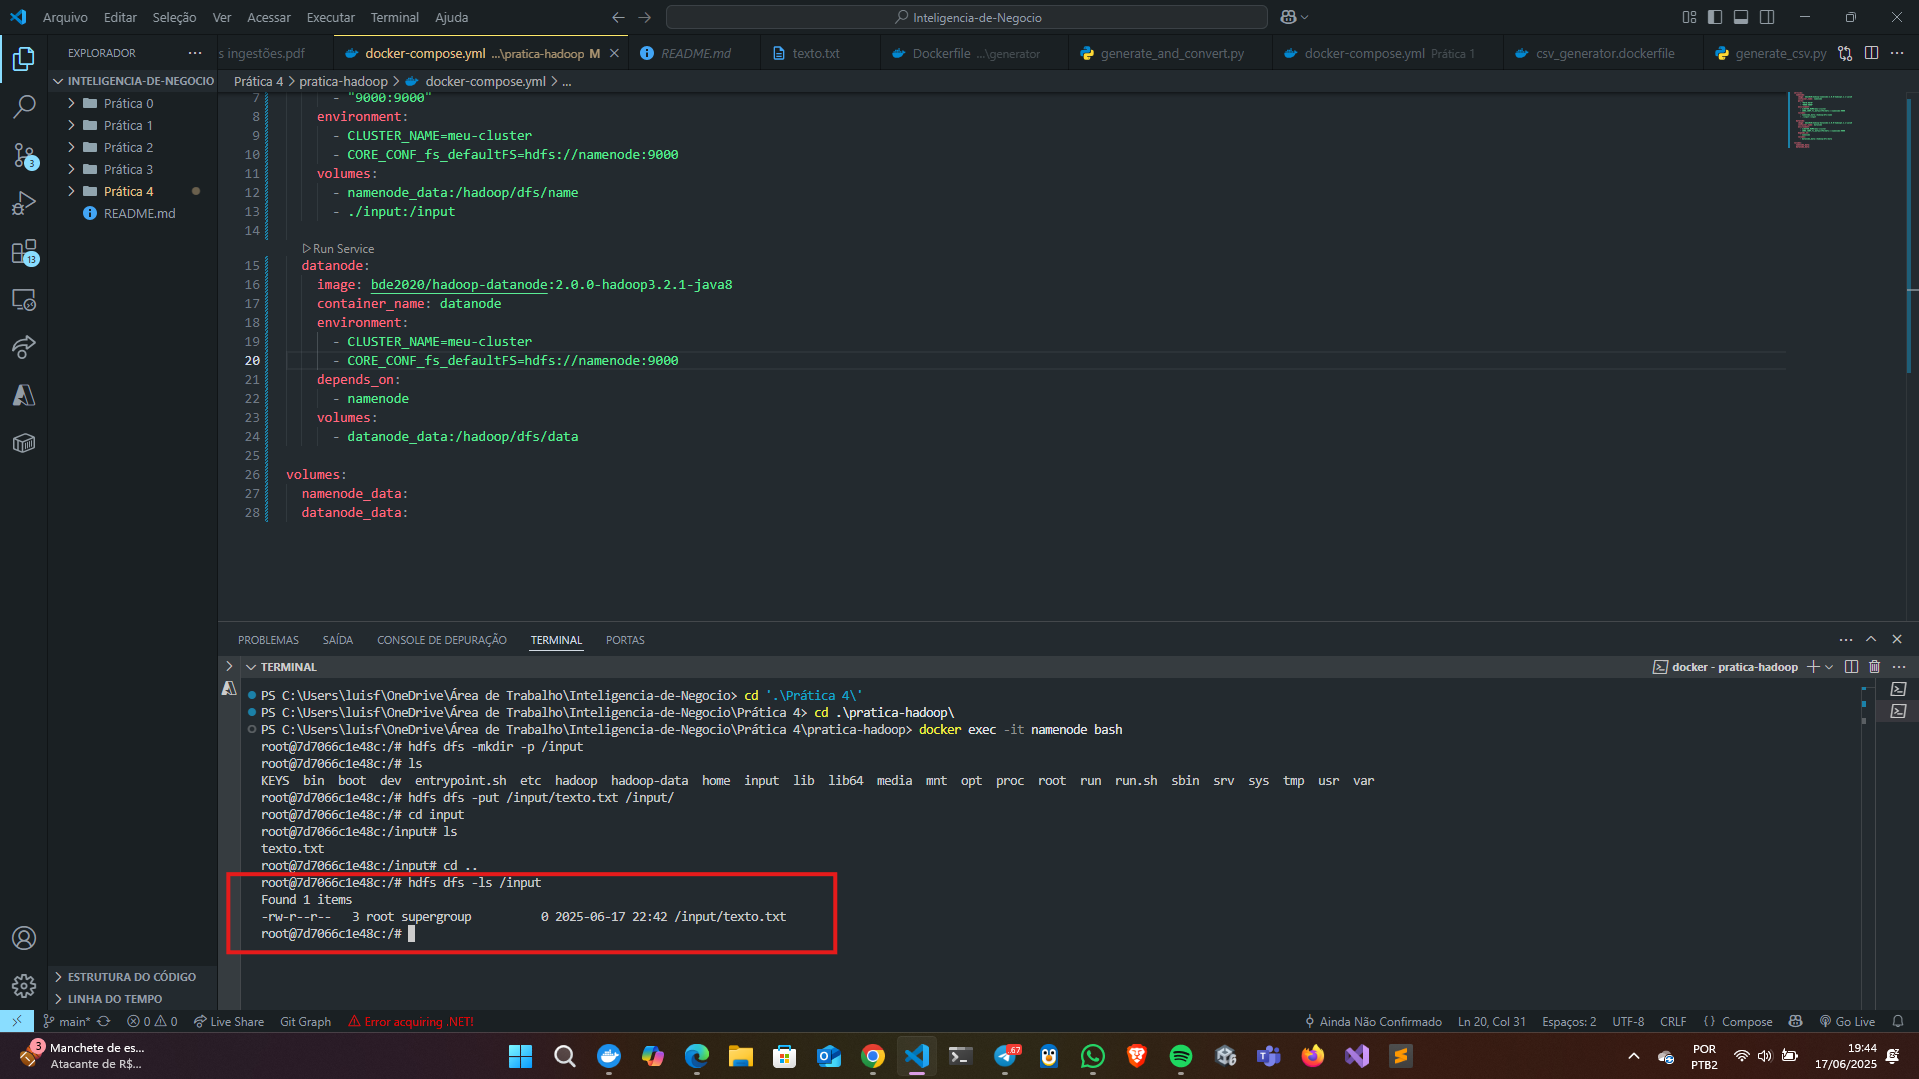 Arquivo Editar Seleção Ver Acessar Executar Terminal Ajuda
Inteligencia-de-Negocio
EXPLORADOR
s ingestões.pdf
docker-compose.yml ...\pratica-hadoop M
README.md
texto.txt
Dockerfile ...\generator
generate_and_convert.py
docker-compose.yml Prática 1
csv_generator.dockerfile
generate_csv.py
INTELIGENCIA-DE-NEGOCIO
Prática 0
Prática 1
Prática 2
Prática 3
Prática 4
README.md
3
13
Prática 4 > pratica-hadoop > docker-compose.yml > ...
7 - "9000:9000"
8 environment:
9 - CLUSTER_NAME=meu-cluster
10 - CORE_CONF_fs_defaultFS=hdfs://namenode:9000
11 volumes:
12 - namenode_data:/hadoop/dfs/name
13 - ./input:/input
14
Run Service
15 datanode:
16 image: bde2020/hadoop-datanode:2.0.0-hadoop3.2.1-java8
17 container_name: datanode
18 environment:
19 - CLUSTER_NAME=meu-cluster
20 - CORE_CONF_fs_defaultFS=hdfs://namenode:9000
21 depends_on:
22 - namenode
23 volumes:
24 - datanode_data:/hadoop/dfs/data
25
26 volumes:
27 namenode_data:
28 datanode_data:
PROBLEMAS SAÍDA CONSOLE DE DEPURAÇÃO TERMINAL PORTAS
TERMINAL
docker - pratica-hadoop
PS C:\Users\luisf\OneDrive\Área de Trabalho\Inteligencia-de-Negocio> cd '.\Prática 4\'
PS C:\Users\luisf\OneDrive\Área de Trabalho\Inteligencia-de-Negocio\Prática 4> cd .\pratica-hadoop\
PS C:\Users\luisf\OneDrive\Área de Trabalho\Inteligencia-de-Negocio\Prática 4\pratica-hadoop> docker exec -it namenode bash
root@7d7066c1e48c:/# hdfs dfs -mkdir -p /input
root@7d7066c1e48c:/# ls
KEYS bin boot dev entrypoint.sh etc hadoop hadoop-data home input lib lib64 media mnt opt proc root run run.sh sbin srv sys tmp usr var
root@7d7066c1e48c:/# hdfs dfs -put /input/texto.txt /input/
root@7d7066c1e48c:/# cd input
root@7d7066c1e48c:/input# ls
texto.txt
root@7d7066c1e48c:/input# cd ..
root@7d7066c1e48c:/# hdfs dfs -ls /input
Found 1 items
-rw-r--r-- 3 root supergroup 0 2025-06-17 22:42 /input/texto.txt
root@7d7066c1e48c:/#
ESTRUTURA DO CÓDIGO
LINHA DO TEMPO
main* 0 0 Live Share Git Graph Error acquiring .NET!
Ainda Não Confirmado Ln 20, Col 31 Espaços: 2 UTF-8 CRLF {} Compose Go Live
3
Manchete de es...
Atacante de R$...
.67
POR
PTB2
19:44
17/06/2025